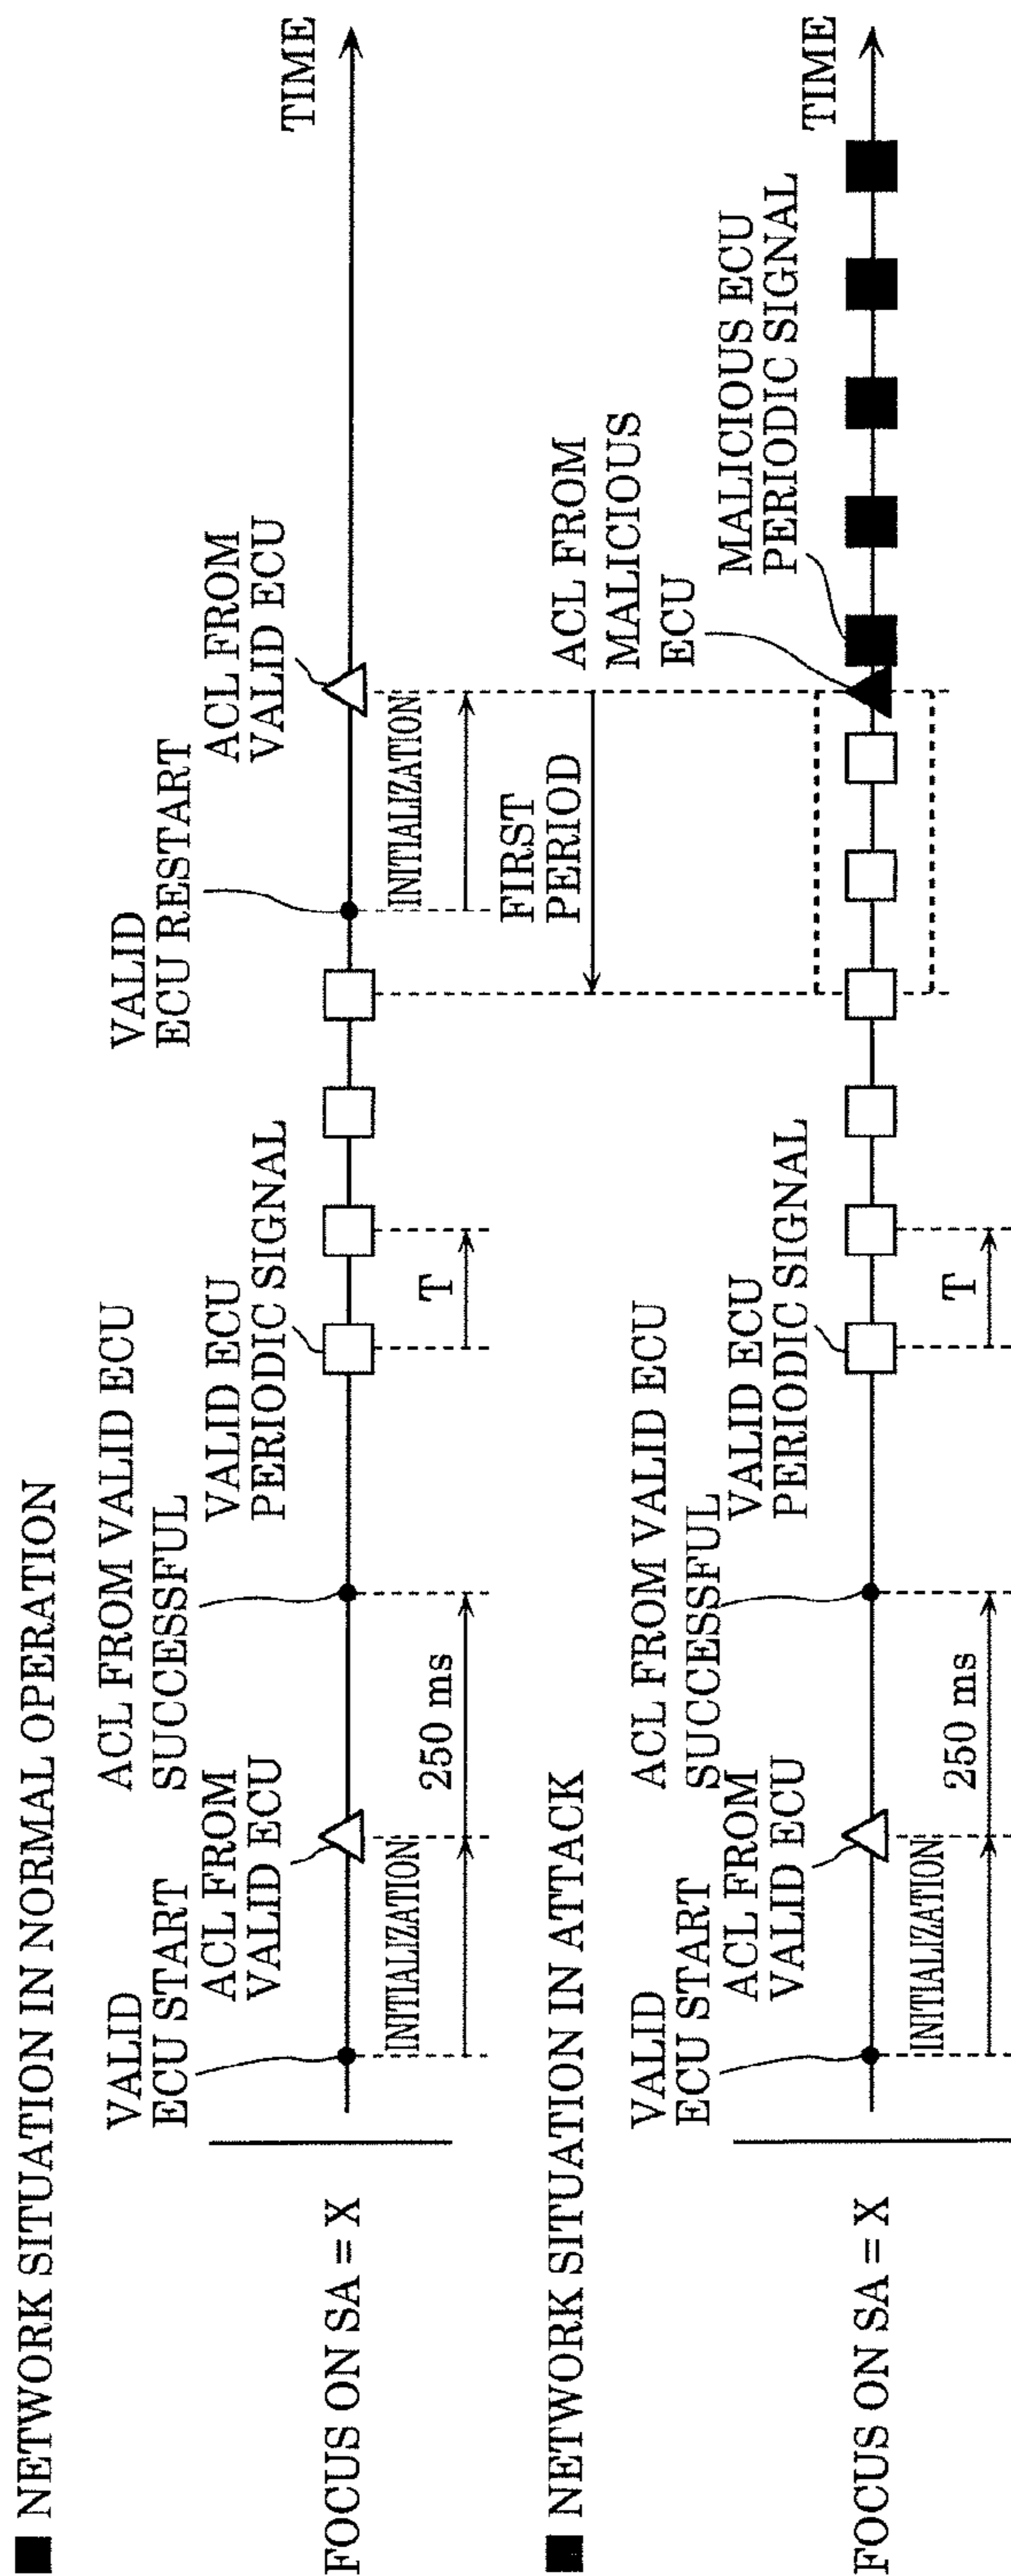 ■ NETWORK SITUATION IN NORMAL OPERATION
FOCUS ON SA = X
VALID
ECU START
ACL FROM
VALID ECU
INITIALIZATION
ACL FROM VALID ECU
SUCCESSFUL
250 ms
VALID ECU
PERIODIC SIGNAL
T
VALID
ECU RESTART
ACL FROM
VALID ECU
INITIALIZATION
FIRST
PERIOD
TIME
■ NETWORK SITUATION IN ATTACK
FOCUS ON SA = X
VALID
ECU START
ACL FROM
VALID ECU
INITIALIZATION
ACL FROM VALID ECU
SUCCESSFUL
250 ms
VALID ECU
PERIODIC SIGNAL
T
ACL FROM
MALICIOUS
ECU
MALICIOUS ECU
PERIODIC SIGNAL
TIME